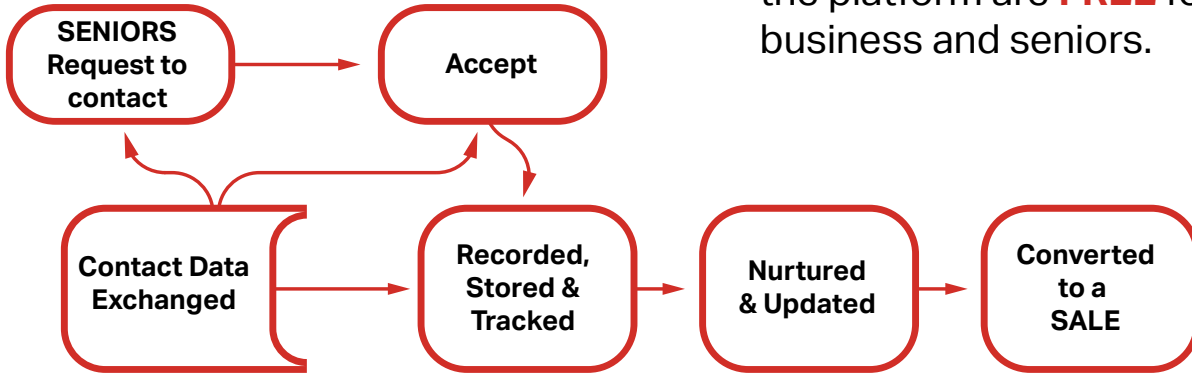 the platform are FREE
business and seniors.
SENIORS
Request to
contact
Accept
Contact Data
Exchanged
Recorded,
Stored &
Tracked
Nurtured
& Updated
Converted
to a
SALE